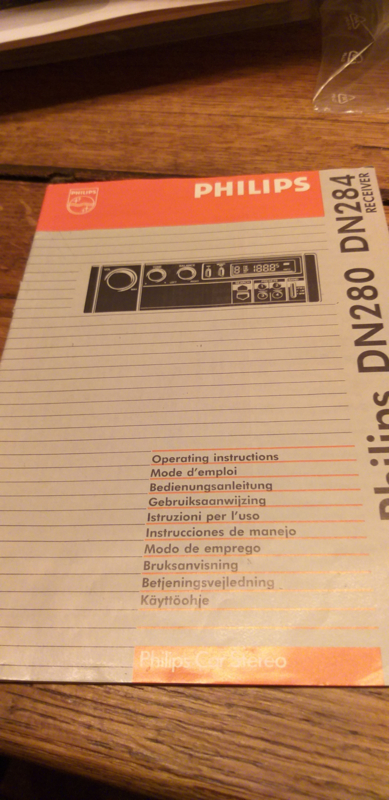 PHILIPS
PHILIPS
Philips DN280 DN284
RECEIVER
Operating instructions
Mode d'emploi
Bedienungsanleitung
Gebruiksaanwijzing
Istruzioni per l'uso
Instrucciones de manejo
Modo de emprego
Bruksanvisning
Betjeningsvejledning
Käyttöohje
Philips Car Stereo